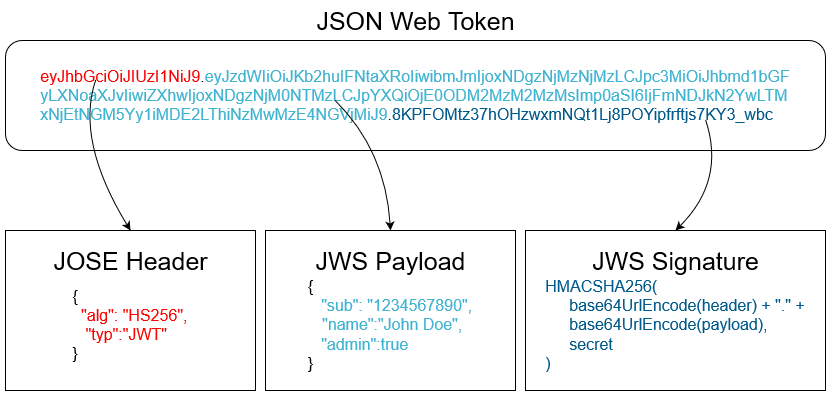 JSON Web Token
eyJhbGciOiJIUzI1NiJ9.eyJzdWIiOiJKb2huIFNtaXRoIiwibmJmIjoxNDgzNjMzNjMzLCJpc3MiOiJhbmd1bGF
yLXNoaXJvIiwiZXhwIjoxNDgzNjM0NTMzLCJpYXQiOjE0ODM2MzM2MzMsImp0aSI6IjFmNDJkN2YwLTM
xNjEtNGM5Yy1iMDE2LThiNzMwMzE4NGVjMiJ9.8KPFOMtz37hOHzwxmNQt1Lj8POYipfrftjs7KY3_wbc
JOSE Header
{
"alg": "HS256",
"typ":"JWT"
}
JWS Payload
{
"sub": "1234567890",
"name":"John Doe",
"admin":true
}
JWS Signature
HMACSHA256(
base64UrlEncode(header) + "." +
base64UrlEncode(payload),
secret
)